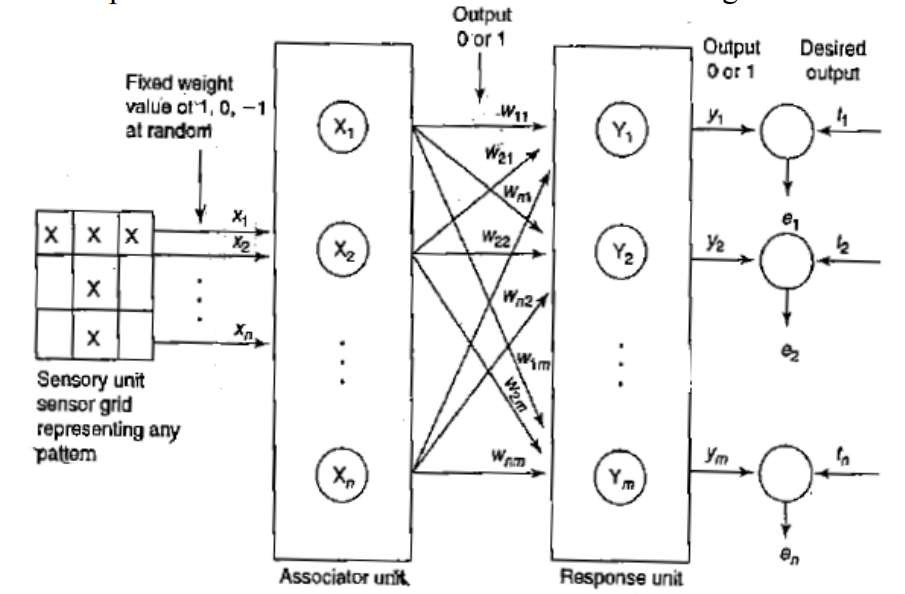 Output
0 or 1
Output
0 or 1
Desired
output
Fixed weight
value of 1, 0, −1
at random
X X X
X
X
x1
x2
xn
Sensory unit
sensor grid
representing any
pattern
X1
X2
Xn
Associator unit
w11
w21
wn1
w22
wn2
w1m
w2m
wnm
Y1
Y2
Ym
Response unit
y1
y2
ym
t1
t2
tn
e1
e2
en